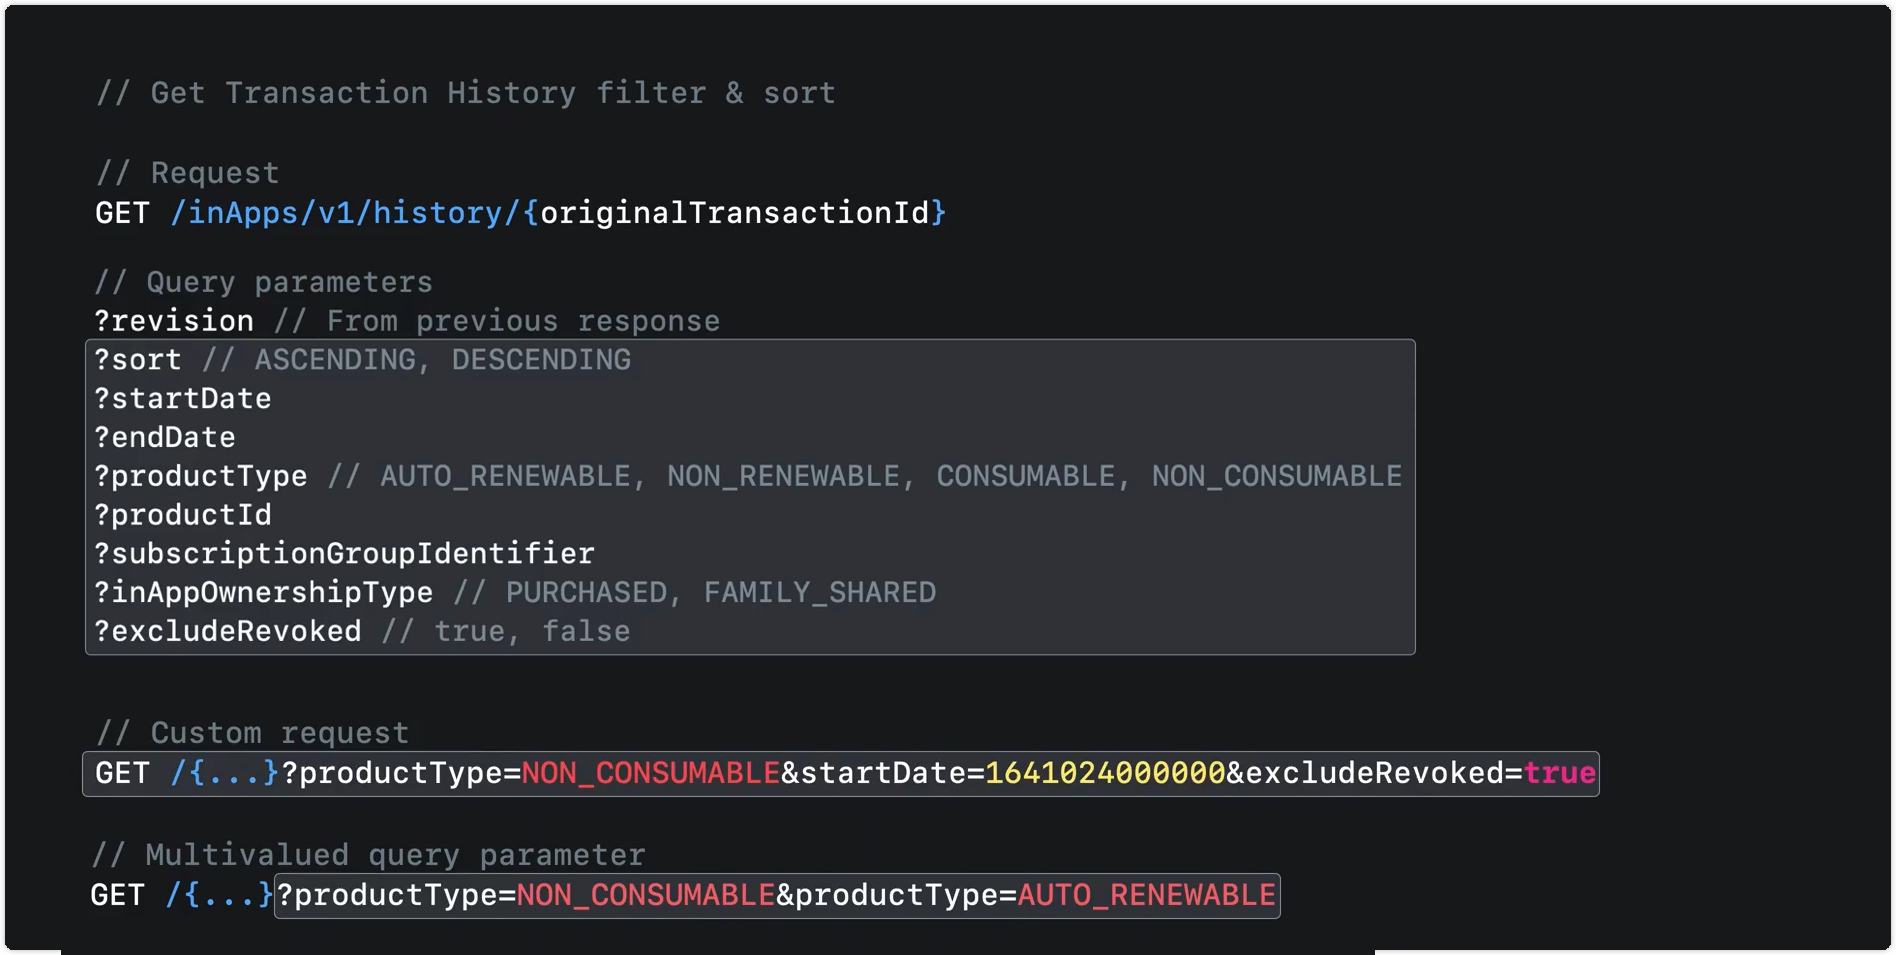 // Get Transaction History filter & sort
// Request
GET /inApps/v1/history/{originalTransactionId}
// Query parameters
?revision // From previous response
?sort // ASCENDING, DESCENDING
?startDate
?endDate
?productType // AUTO_RENEWABLE, NON_RENEWABLE, CONSUMABLE, NON_CONSUMABLE
?productId
?subscriptionGroupIdentifier
?inAppOwnershipType // PURCHASED, FAMILY_SHARED
?excludeRevoked // true, false
// Custom request
GET /{...}?productType=NON_CONSUMABLE&startDate=1641024000000&excludeRevoked=true
// Multivalued query parameter
GET /{...}?productType=NON_CONSUMABLE&productType=AUTO_RENEWABLE